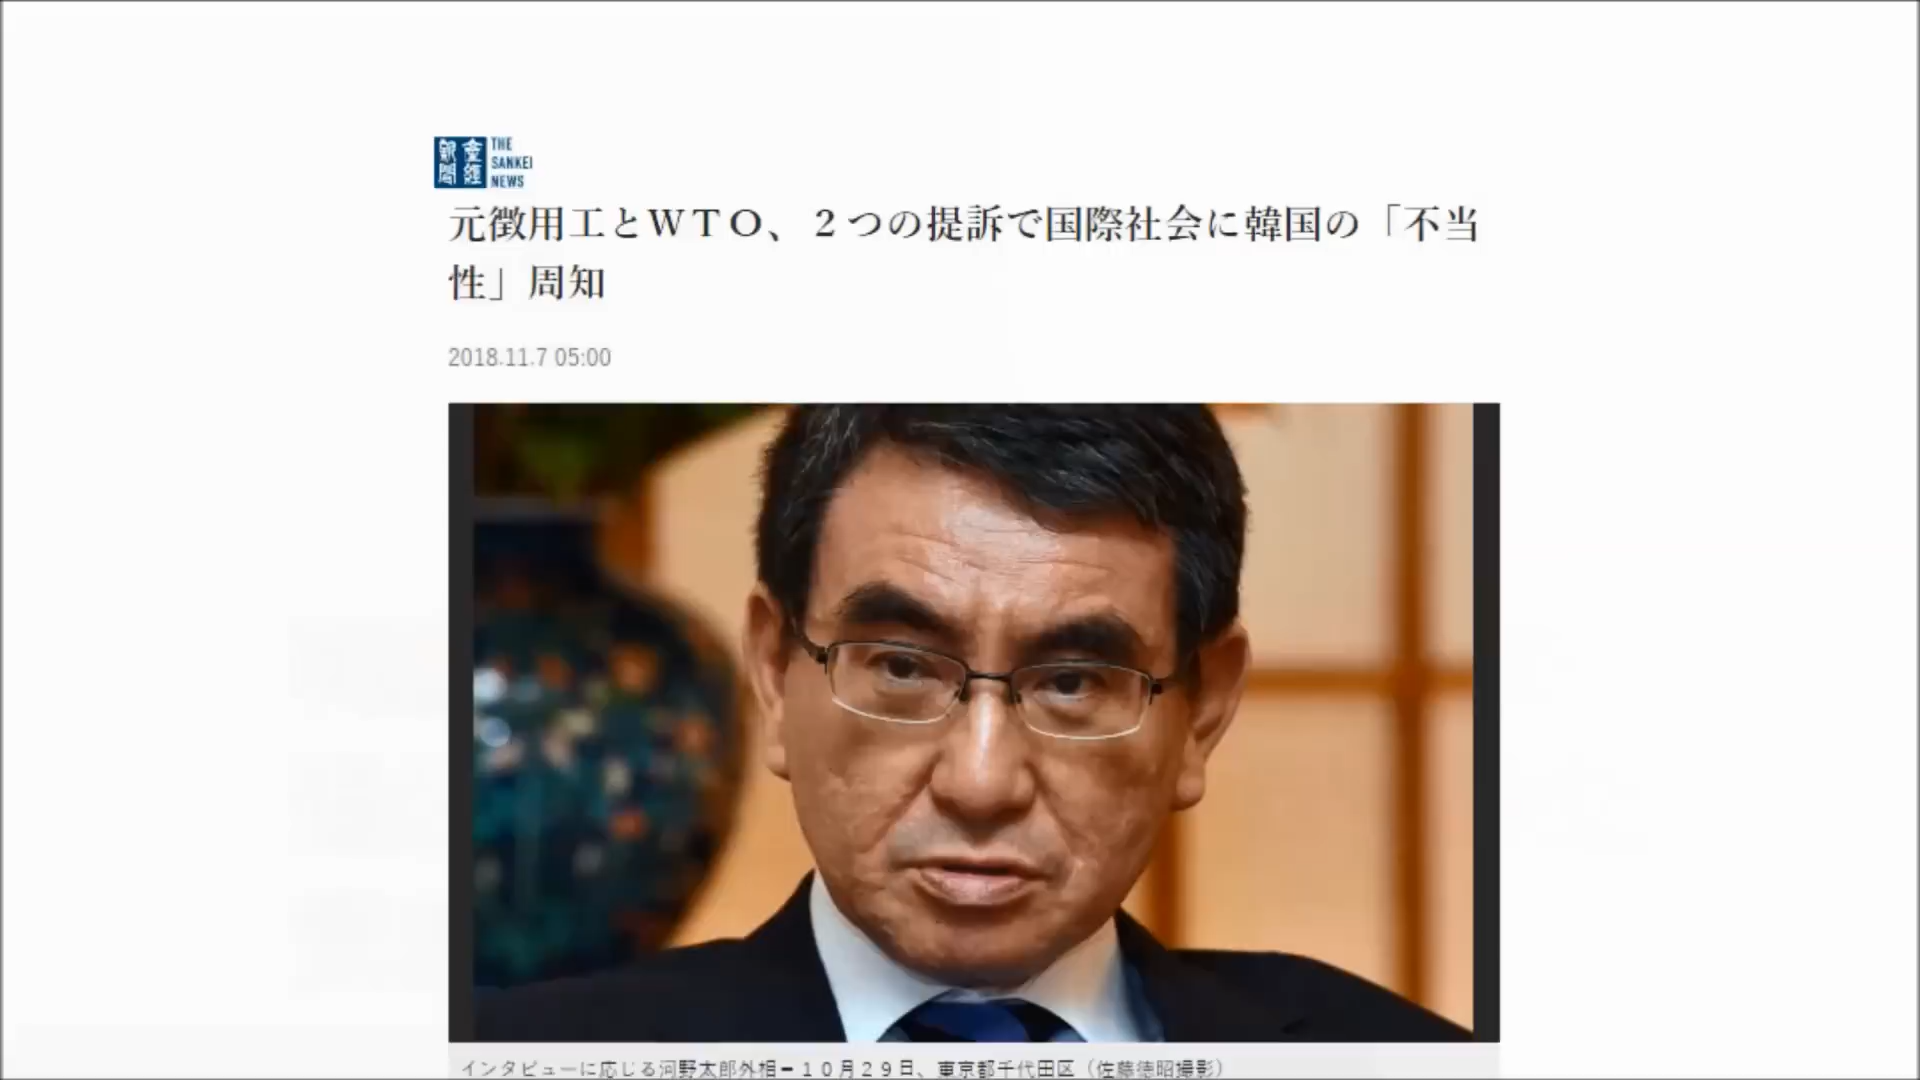 産経
新聞
THE
SANKEI
NEWS
元徴用工とＷＴＯ、２つの提訴で国際社会に韓国の「不当
性」周知
2018.11.7 05:00
インタビューに応じる河野太郎外相＝１０月２９日、東京都千代田区（佐藤徳昭撮影）